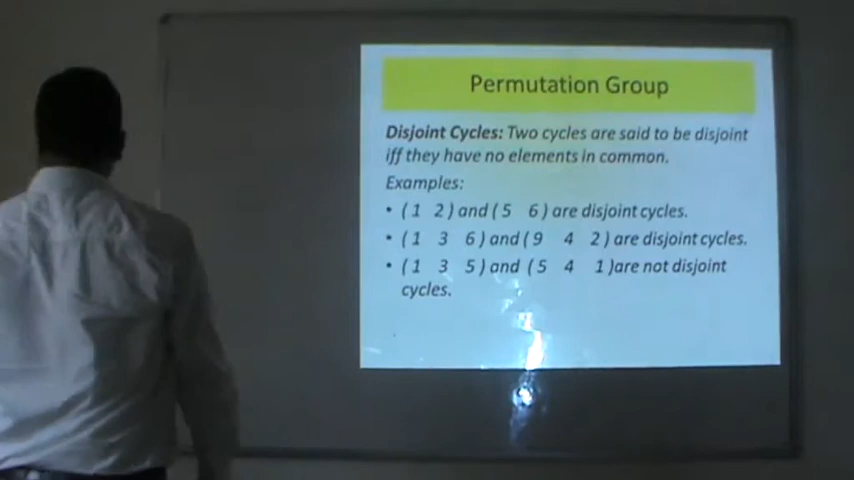 Permutation Group
Disjoint Cycles: Two cycles are said to be disjoint
iff they have no elements in common.
Examples:
• ( 1 2 ) and ( 5 6 ) are disjoint cycles.
• ( 1 3 6 ) and ( 9 4 2 ) are disjoint cycles.
• ( 1 3 5 ) and ( 5 4 1 )are not disjoint
cycles.